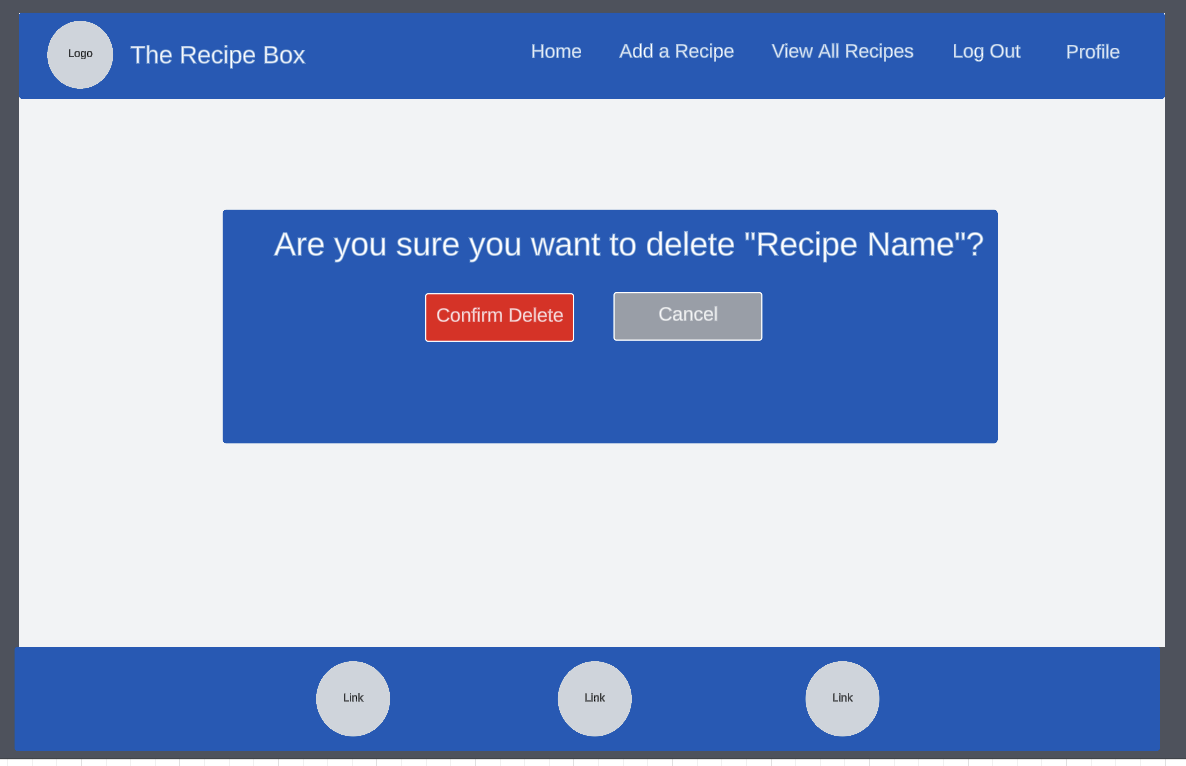 Logo
The Recipe Box
Home
Add a Recipe
View All Recipes
Log Out
Profile
Are you sure you want to delete "Recipe Name"?
Confirm Delete
Cancel
Link
Link
Link